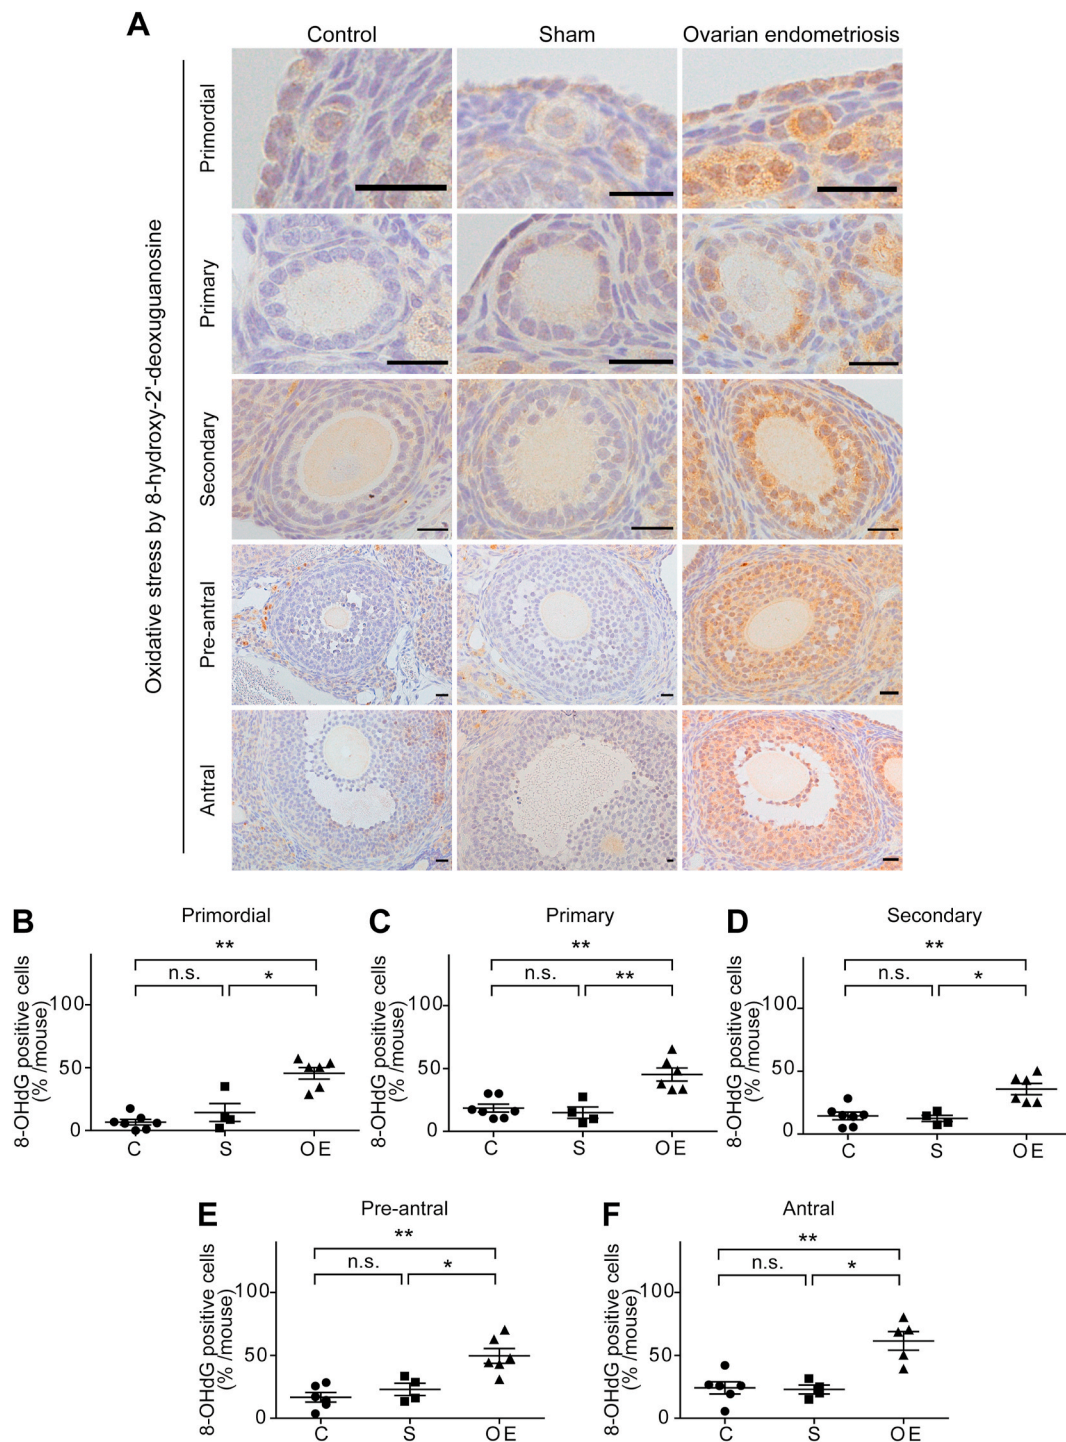 A
Control Sham Ovarian endometriosis
Oxidative stress by 8-hydroxy-2'-deoxuguanosine
Primordial
Primary
Secondary
Pre-antral
Antral
B
Primordial
**
n.s. *
8-OHdG positive cells
(% /mouse)
100
50
0
C S OE
C
Primary
**
n.s. **
8-OHdG positive cells
(% /mouse)
100
50
0
C S OE
D
Secondary
**
n.s. *
8-OHdG positive cells
(% /mouse)
100
50
0
C S OE
E
Pre-antral
**
n.s. *
8-OHdG positive cells
(% /mouse)
100
50
0
C S OE
F
Antral
**
n.s. *
8-OHdG positive cells
(% /mouse)
100
50
0
C S OE